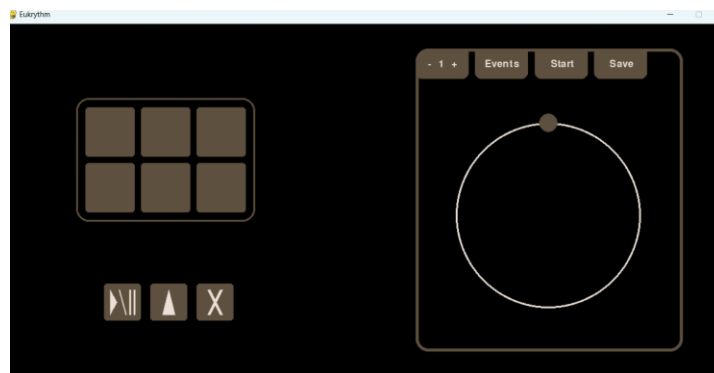 Eukrythm
- 1 +
Events
Start
Save
X